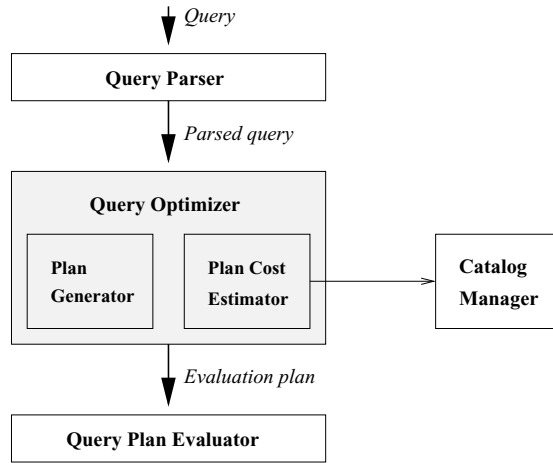 Query
Query Parser
Parsed query
Query Optimizer
Plan
Generator
Plan Cost
Estimator
Catalog
Manager
Evaluation plan
Query Plan Evaluator